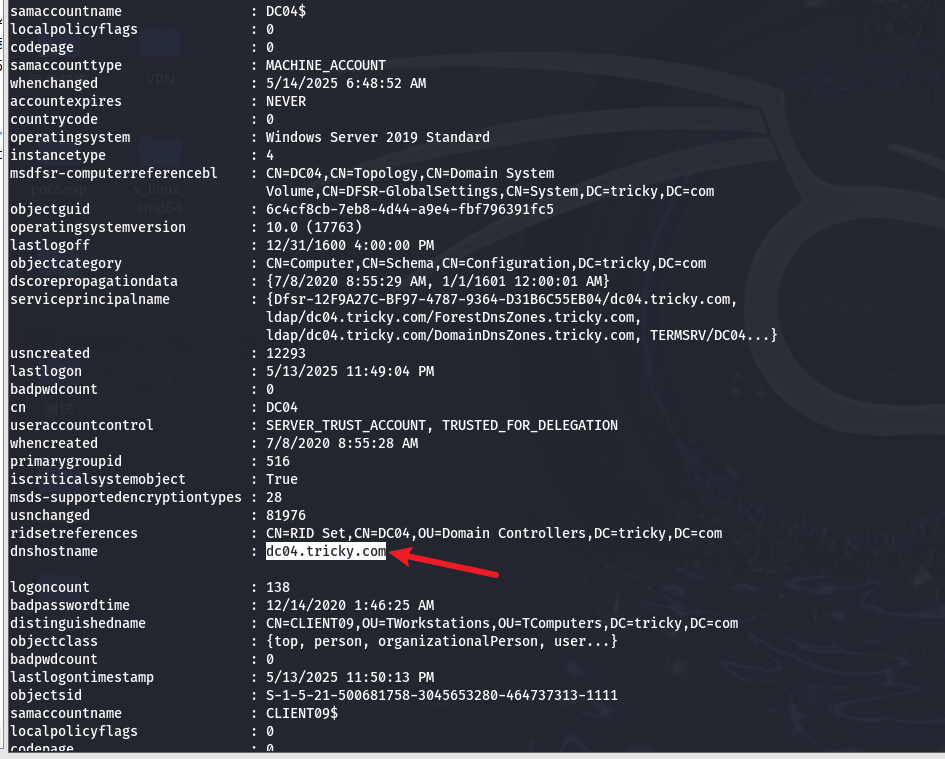 samaccountname : DC04$
localpolicyflags : 0
codepage : 0
samaccounttype : MACHINE_ACCOUNT
VPN
whenchanged : 5/14/2025 6:48:52 AM
accountexpires : NEVER
countrycode : 0
operatingsystem : Windows Server 2019 Standard
instancetype : 4
msdfsr-computerreferencebl : CN=DC04,CN=Topology,CN=Domain System
poc&exp v_linux_
Volume,CN=DFSR-GlobalSettings,CN=System,DC=tricky,DC=com
amd64
objectguid : 6c4cf8cb-7eb8-4d44-a9e4-fbf796391fc5
operatingsystemversion : 10.0 (17763)
lastlogoff : 12/31/1600 4:00:00 PM
objectcategory : CN=Computer,CN=Schema,CN=Configuration,DC=tricky,DC=com
dscorepropagationdata : {7/8/2020 8:55:29 AM, 1/1/1601 12:00:01 AM}
serviceprincipalname : {Dfsr-12F9A27C-BF97-4787-9364-D31B6C55EB04/dc04.tricky.com,
ldap/dc04.tricky.com/ForestDnsZones.tricky.com,
ldap/dc04.tricky.com/DomainDnsZones.tricky.com, TERMSRV/DC04...}
usncreated : 12293
lastlogon : 5/13/2025 11:49:04 PM
badpwdcount : 0
cn : DC04
测试
useraccountcontrol : SERVER_TRUST_ACCOUNT, TRUSTED_FOR_DELEGATION
whencreated : 7/8/2020 8:55:28 AM
primarygroupid : 516
iscriticalsystemobject : True
msds-supportedencryptiontypes : 28
usnchanged : 81976
ridsetreferences : CN=RID Set,CN=DC04,OU=Domain Controllers,DC=tricky,DC=com
dnshostname : dc04.tricky.com
logoncount : 138
badpasswordtime : 12/14/2020 1:46:25 AM
distinguishedname : CN=CLIENT09,OU=TWorkstations,OU=TComputers,DC=tricky,DC=com
objectclass : {top, person, organizationalPerson, user...}
badpwdcount : 0
lastlogontimestamp : 5/13/2025 11:50:13 PM
objectsid : S-1-5-21-500681758-3045653280-464737313-1111
samaccountname : CLIENT09$
localpolicyflags : 0
codepage : 0